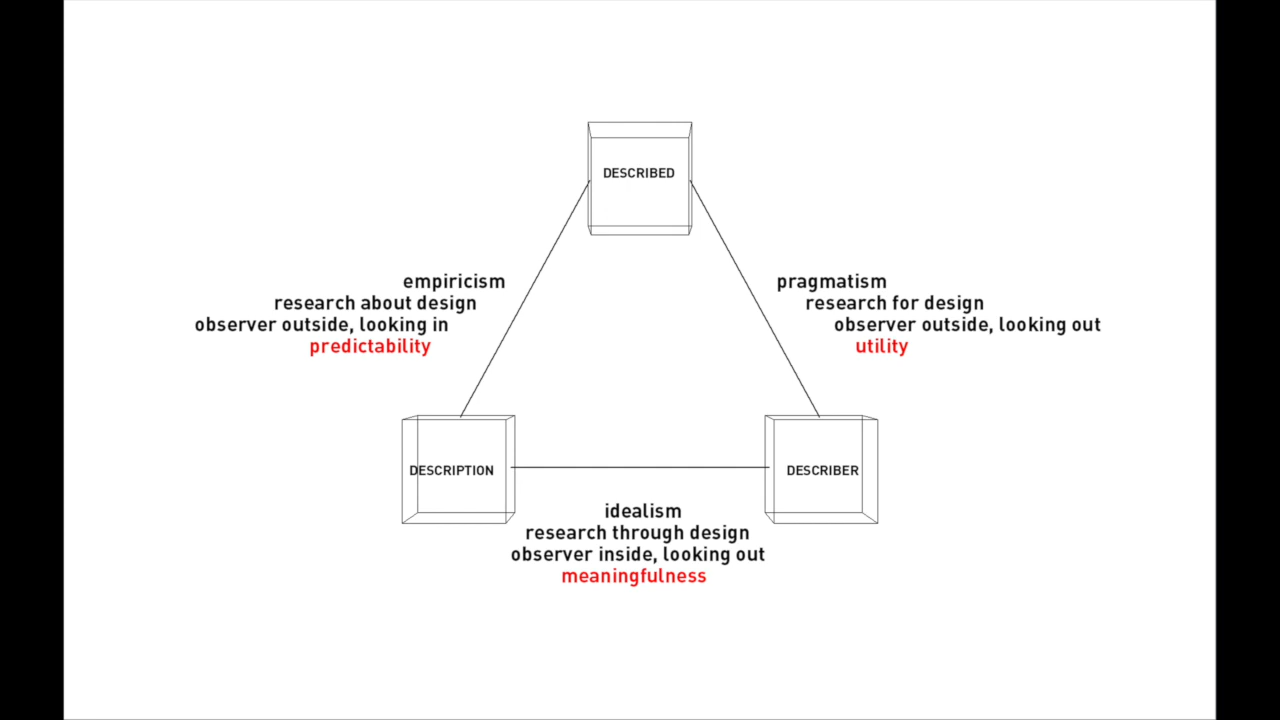 DESCRIBED
empiricism
research about design
observer outside, looking in
predictability
pragmatism
research for design
observer outside, looking out
utility
DESCRIPTION
DESCRIBER
idealism
research through design
observer inside, looking out
meaningfulness